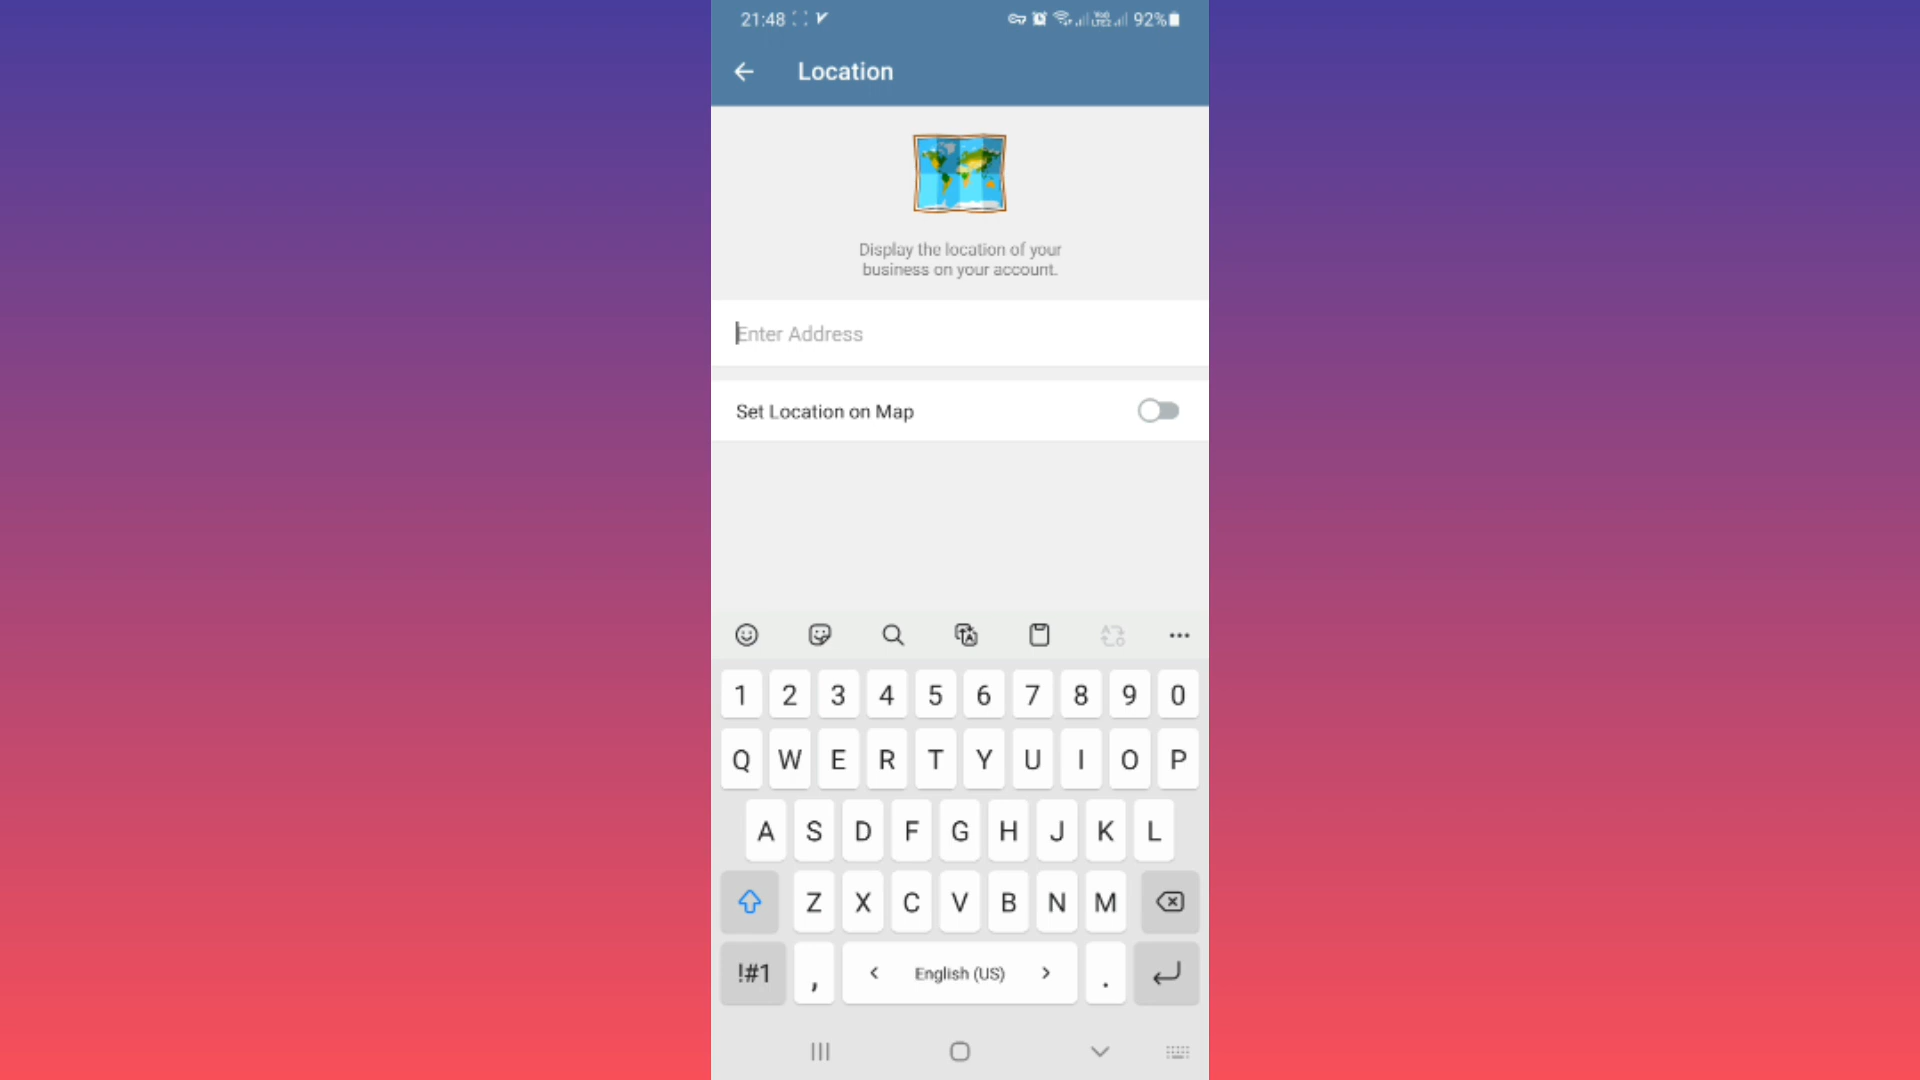 21:48
92%
Location
Display the location of your
business on your account.
Enter Address
Set Location on Map
1 2 3 4 5 6 7 8 9 0
Q W E R T Y U I O P
A S D F G H J K L
Z X C V B N M
!#1 , < English (US) > .